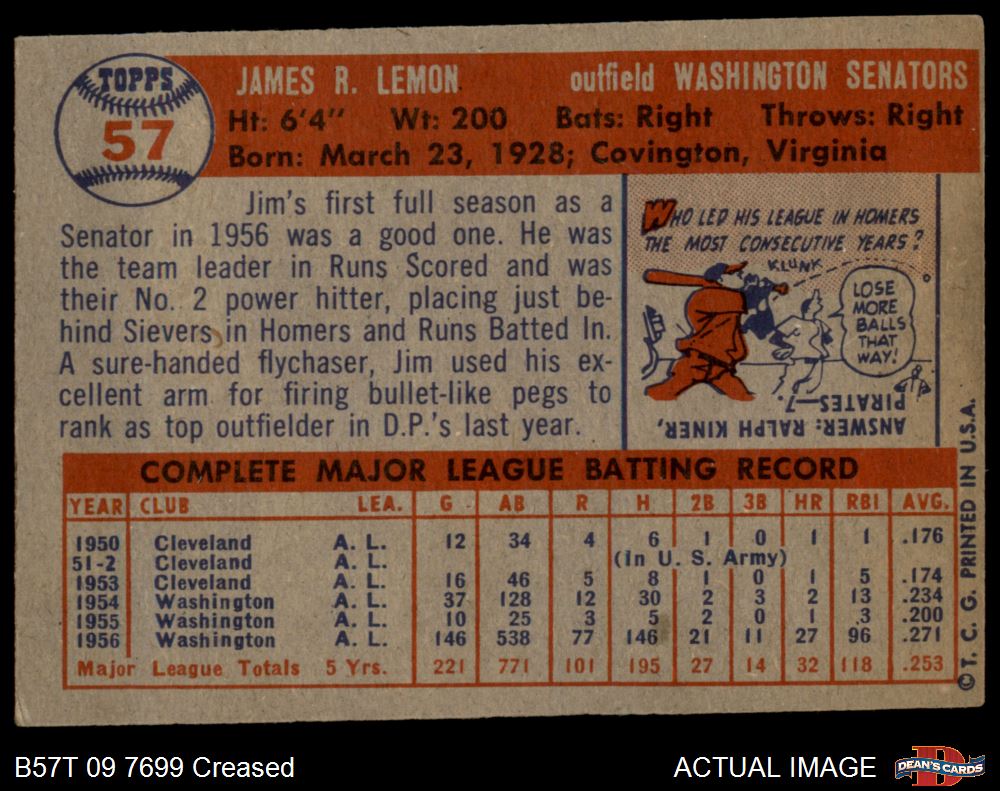 TOPPS
57
JAMES R. LEMON outfield WASHINGTON SENATORS
Ht: 6'4" Wt: 200 Bats: Right Throws: Right
Born: March 23, 1928; Covington, Virginia
Jim's first full season as a
Senator in 1956 was a good one. He was
the team leader in Runs Scored and was
their No. 2 power hitter, placing just be-
hind Sievers in Homers and Runs Batted In.
A sure-handed flychaser, Jim used his ex-
cellent arm for firing bullet-like pegs to
rank as top outfielder in D.P.'s last year.
WHO LED HIS LEAGUE IN HOMERS
THE MOST CONSECUTIVE YEARS?
KLUNK
LOSE
MORE
BALLS
THAT
WAY!
ANSWER: RALPH KINER,
PIRATES—7
COMPLETE MAJOR LEAGUE BATTING RECORD
YEAR CLUB LEA. G AB R H 2B 3B HR RBI AVG.
1950 Cleveland A. L. 12 34 4 6 1 0 1 1 .176
51-2 Cleveland A. L. (In U. S. Army)
1953 Cleveland A. L. 16 46 5 8 1 0 1 5 .174
1954 Washington A. L. 37 128 12 30 2 3 2 13 .234
1955 Washington A. L. 10 25 3 5 2 0 1 .3 .200
1956 Washington A. L. 146 538 77 146 21 11 27 96 .271
Major League Totals 5 Yrs. 221 771 101 195 27 14 32 118 .253
© T. C. G. PRINTED IN U.S.A.
B57T 09 7699 Creased
ACTUAL IMAGE
D
DEAN'S CARDS